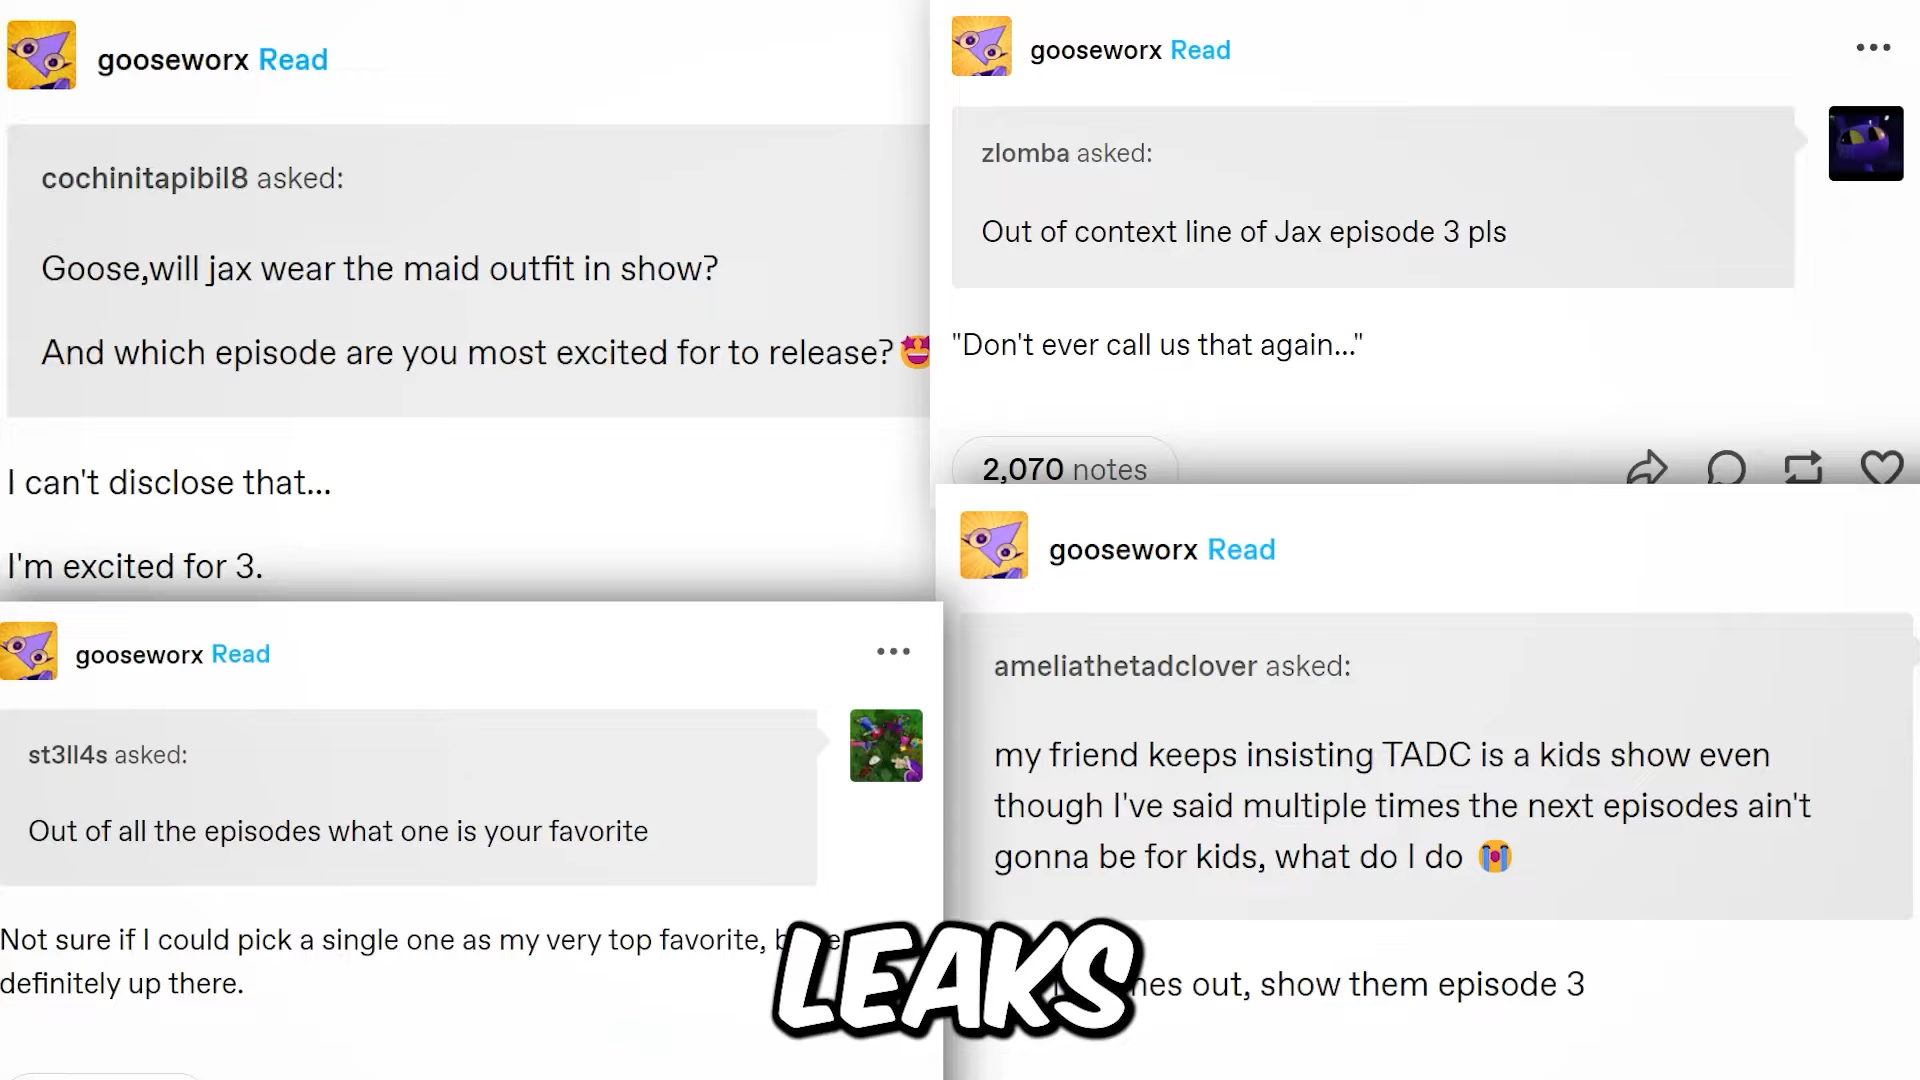 gooseworx Read
cochinitapibil8 asked:
Goose,will jax wear the maid outfit in show?
And which episode are you most excited for to release?🤩
I can't disclose that...
I'm excited for 3.
gooseworx Read
zlomba asked:
Out of context line of Jax episode 3 pls
"Don't ever call us that again..."
2,070 notes
gooseworx Read
st3ll4s asked:
Out of all the episodes what one is your favorite
Not sure if I could pick a single one as my very top favorite,
definitely up there.
gooseworx Read
ameliathetadclover asked:
my friend keeps insisting TADC is a kids show even
though I've said multiple times the next episodes ain't
gonna be for kids, what do I do 😭
out, show them episode 3
LEAKS